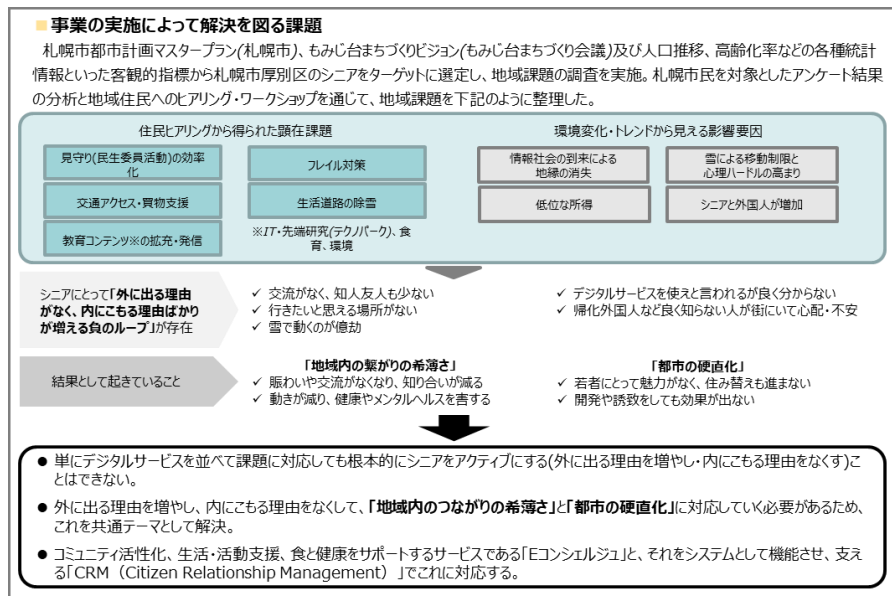 ■事業の実施によって解決を図る課題
札幌市都市計画マスタープラン(札幌市)、もみじ台まちづくりビジョン(もみじ台まちづくり会議)及び人口推移、高齢化率などの各種統計
情報といった客観的指標から札幌市厚別区のシニアをターゲットに選定し、地域課題の調査を実施。札幌市民を対象としたアンケート結果
の分析と地域住民へのヒアリング・ワークショップを通じて、地域課題を下記のように整理した。
住民ヒアリングから得られた顕在課題
見守り(民生委員活動)の効率
化
フレイル対策
交通アクセス・買物支援
生活道路の除雪
教育コンテンツ※の拡充・発信
※IT・先端研究(テクノパーク)、食
育、環境
環境変化・トレンドから見える影響要因
情報社会の到来による
地縁の消失
雪による移動制限と
心理ハードルの高まり
低位な所得
シニアと外国人が増加
シニアにとって「外に出る理由
がなく、内にこもる理由ばかり
が増える負のループ」が存在
✓ 交流がなく、知人友人も少ない
✓ 行きたいと思える場所がない
✓ 雪で動くのが億劫
✓ デジタルサービスを使えと言われるが良く分からない
✓ 帰化外国人など良く知らない人が街にいて心配・不安
結果として起きていること
「地域内の繋がりの希薄さ」
✓ 賑わいや交流がなくなり、知り合いが減る
✓ 動きが減り、健康やメンタルヘルスを害する
「都市の硬直化」
✓ 若者にとって魅力がなく、住み替えも進まない
✓ 開発や誘致をしても効果が出ない
● 単にデジタルサービスを並べて課題に対応しても根本的にシニアをアクティブにする(外に出る理由を増やし・内にこもる理由をなくす)こ
とはできない。
● 外に出る理由を増やし、内にこもる理由をなくして、「地域内のつながりの希薄さ」と「都市の硬直化」に対応していく必要があるため、
これを共通テーマとして解決。
● コミュニティ活性化、生活・活動支援、食と健康をサポートするサービスである「Eコンシェルジュ」と、それをシステムとして機能させ、支え
る「CRM（Citizen Relationship Management）」でこれに対応する。